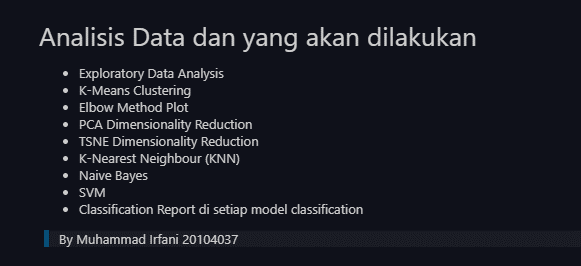 Analisis Data dan yang akan dilakukan
Exploratory Data Analysis
K-Means Clustering
Elbow Method Plot
PCA Dimensionality Reduction
TSNE Dimensionality Reduction
K-Nearest Neighbour (KNN)
Naive Bayes
SVM
Classification Report di setiap model classification
By Muhammad Irfani 20104037